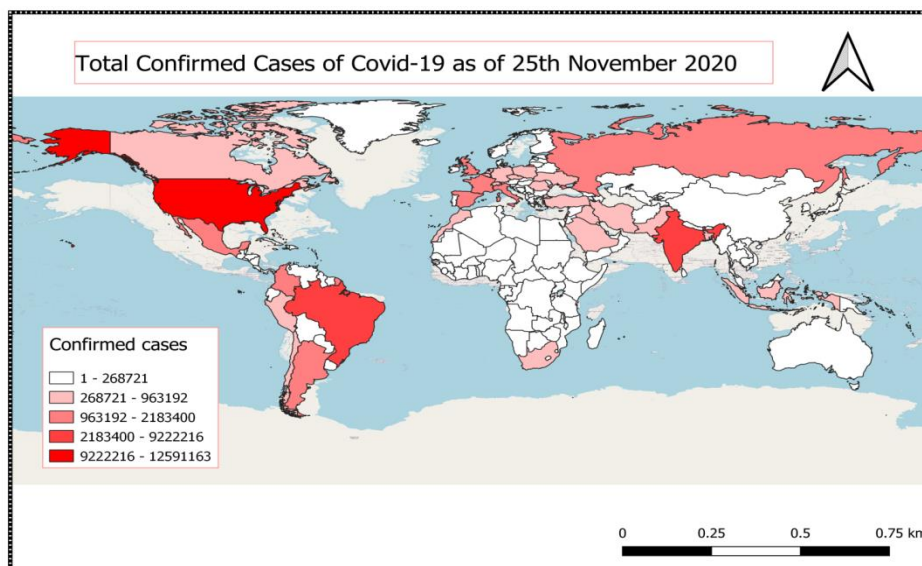 Total Confirmed Cases of Covid-19 as of 25th November 2020
Confirmed cases
1 - 268721
268721 - 963192
963192 - 2183400
2183400 - 9222216
9222216 - 12591163
0 0.25 0.5 0.75 km